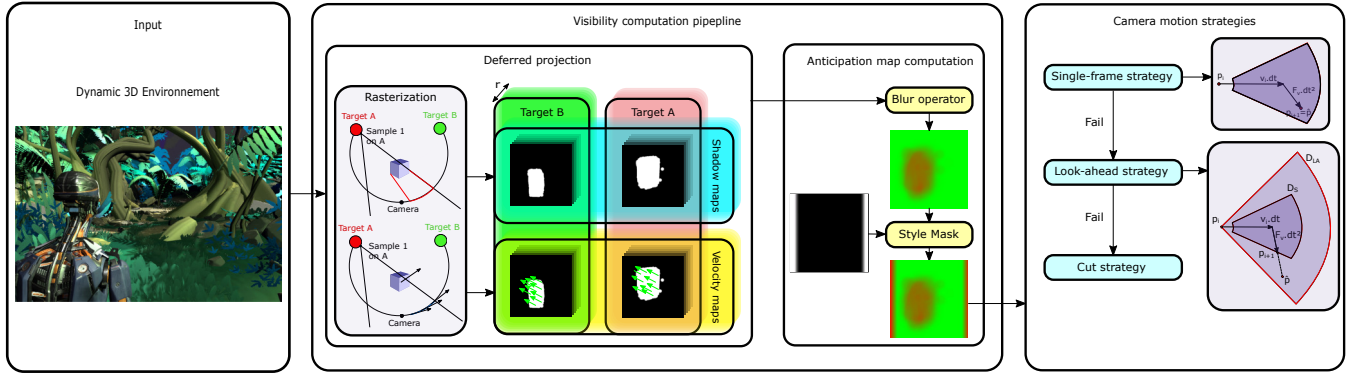 Input
Dynamic 3D Environnement
Visibility computation pipepline
Deferred projection
Rasterization
Target A
Target B
Sample 1
on A
Camera
Target A
Target B
Sample 1
on A
Camera
r
Target B
Target A
Shadow maps
Velocity maps
Anticipation map computation
Blur operator
Style Mask
Camera motion strategies
Single-frame strategy
Fail
Look-ahead strategy
Fail
Cut strategy
pᵢ
vᵢ.dt
Fᵥ.dt²
pᵢ₊₁=p̂
D_LA
D_S
pᵢ
vᵢ.dt
Fᵥ.dt²
pᵢ₊₁
p̂